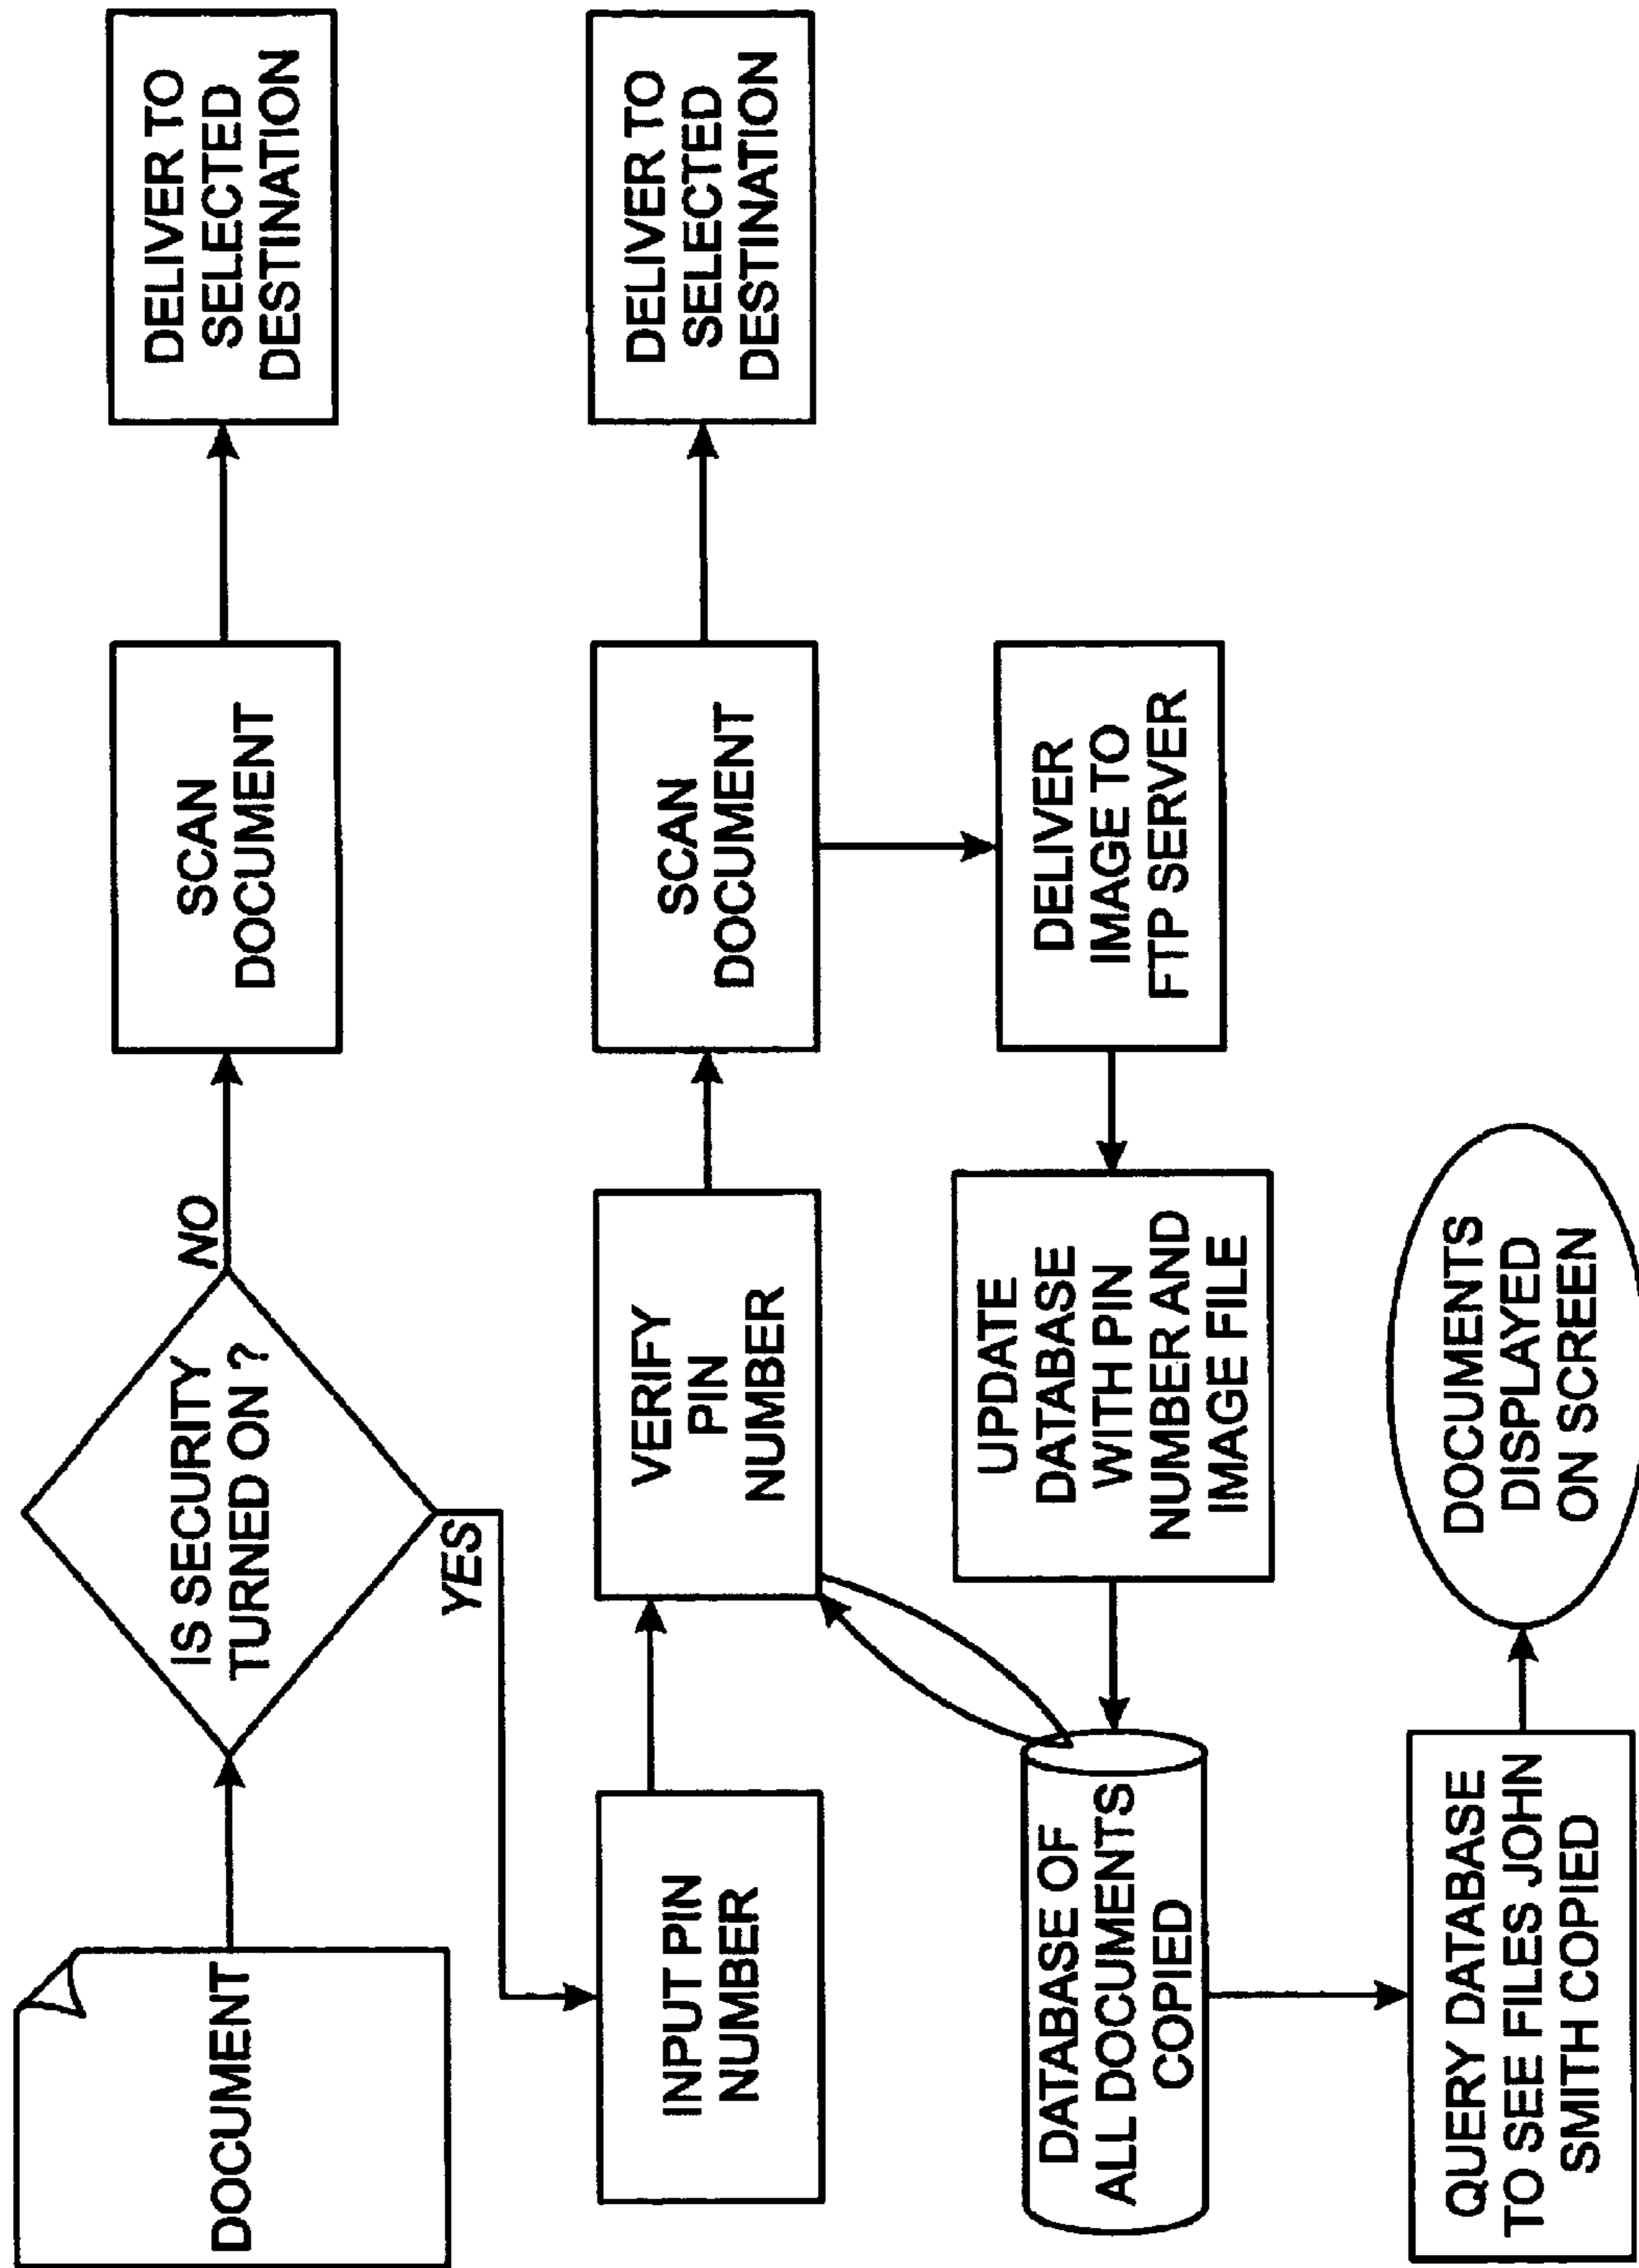 DOCUMENT
IS SECURITY
TURNED ON ?
NO
YES
SCAN
DOCUMENT
DELIVER TO
SELECTED
DESTINATION
INPUT PIN
NUMBER
VERIFY
PIN
NUMBER
SCAN
DOCUMENT
DELIVER TO
SELECTED
DESTINATION
DATABASE OF
ALL DOCUMENTS
COPIED
UPDATE
DATABASE
WITH PIN
NUMBER AND
IMAGE FILE
DELIVER
IMAGE TO
FTP SERVER
QUERY DATABASE
TO SEE FILES JOHN
SMITH COPIED
DOCUMENTS
DISPLAYED
ON SCREEN